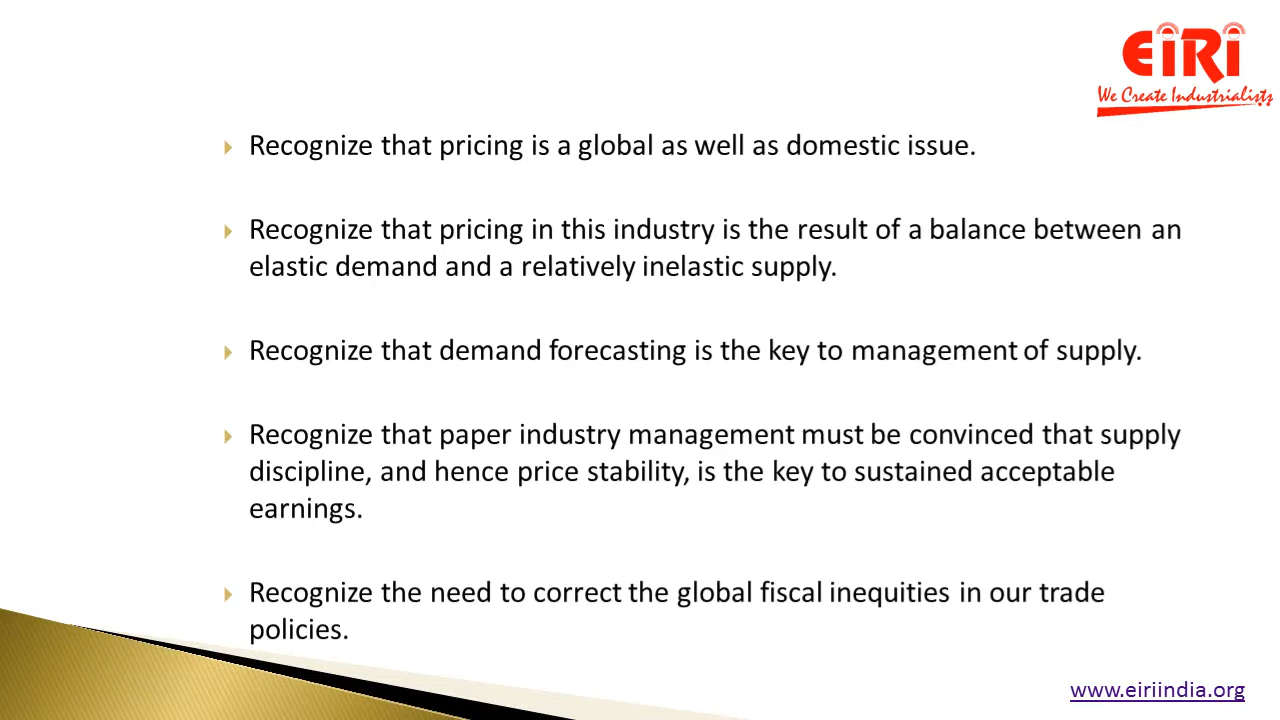 EiRi
We Create Industrialists
Recognize that pricing is a global as well as domestic issue.
Recognize that pricing in this industry is the result of a balance between an
elastic demand and a relatively inelastic supply.
Recognize that demand forecasting is the key to management of supply.
Recognize that paper industry management must be convinced that supply
discipline, and hence price stability, is the key to sustained acceptable
earnings.
Recognize the need to correct the global fiscal inequities in our trade
policies.
www.eiriindia.org